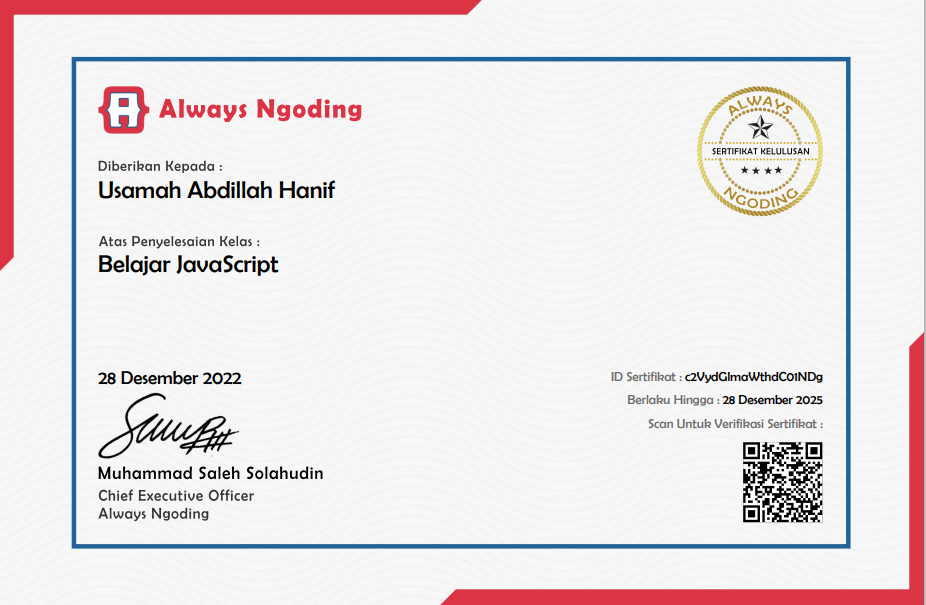 Always Ngoding
Diberikan Kepada :
Usamah Abdillah Hanif
Atas Penyelesaian Kelas :
Belajar JavaScript
ALWAYS
SERTIFIKAT KELULUSAN
NGODING
28 Desember 2022
Muhammad Saleh Solahudin
Chief Executive Officer
Always Ngoding
ID Sertifikat : c2VydGlmaWthdC01NDg
Berlaku Hingga : 28 Desember 2025
Scan Untuk Verifikasi Sertifikat :